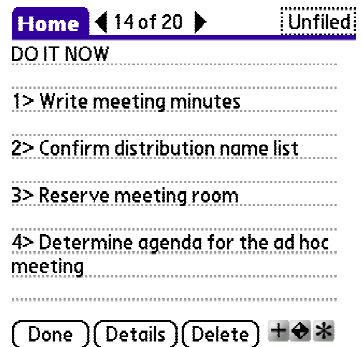 Home 14 of 20 Unfiled
DO IT NOW
1> Write meeting minutes
2> Confirm distribution name list
3> Reserve meeting room
4> Determine agenda for the ad hoc
meeting
Done Details Delete